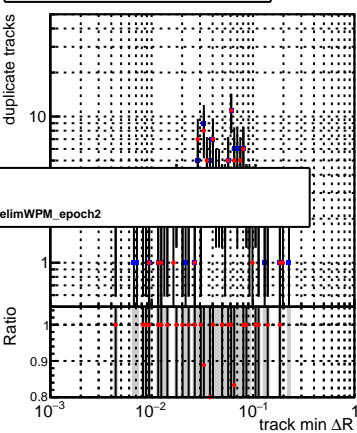 duplicate tracks
10
elimWPM_epoch2
1
Ratio
1
0.9
0.8
10⁻³ 10⁻² 10⁻¹ 1
track min ΔR